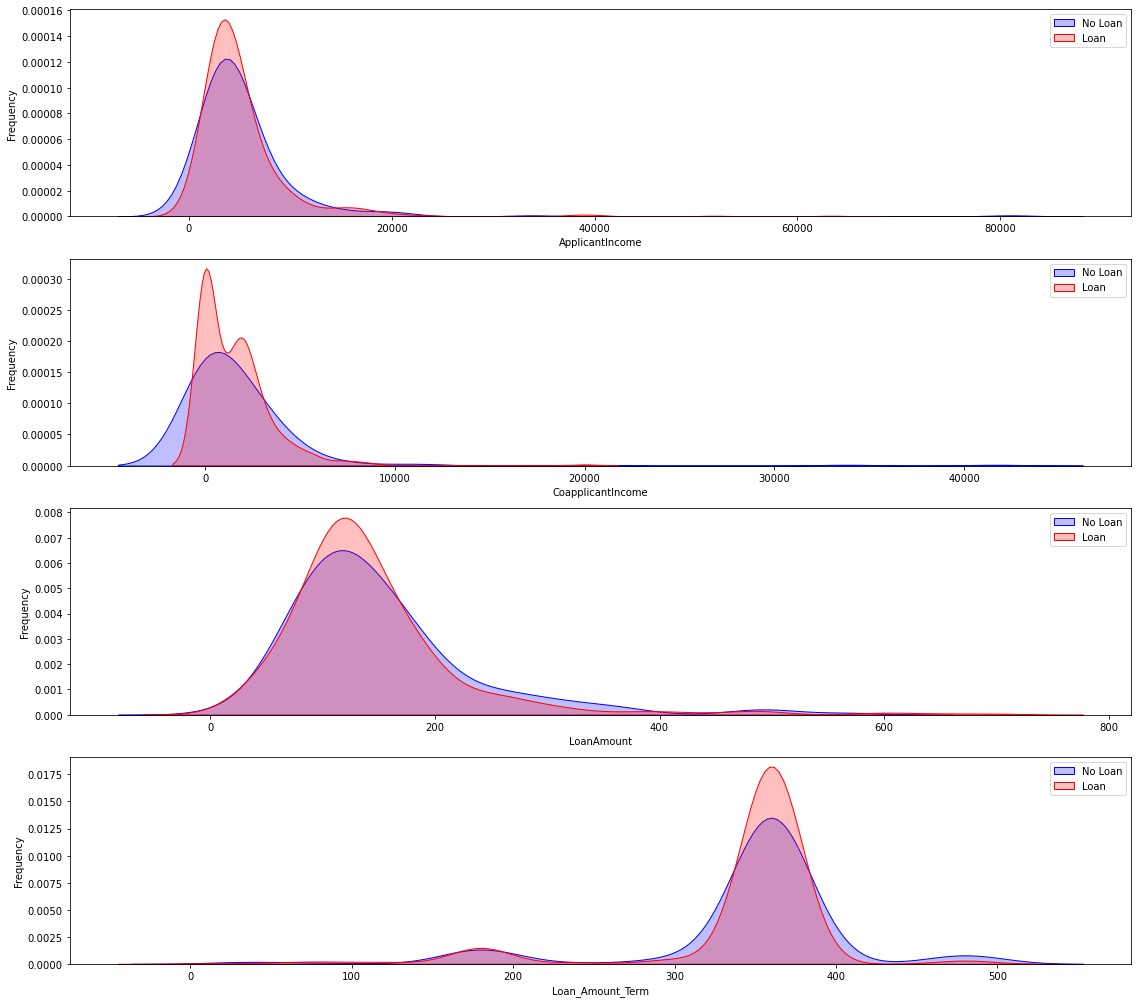 0.00016
0.00014
0.00012
0.00010
0.00008
0.00006
0.00004
0.00002
0.00000
Frequency
0 20000 40000 60000 80000
ApplicantIncome
No Loan
Loan
0.00030
0.00025
0.00020
0.00015
0.00010
0.00005
0.00000
Frequency
0 10000 20000 30000 40000
CoapplicantIncome
No Loan
Loan
0.008
0.007
0.006
0.005
0.004
0.003
0.002
0.001
0.000
Frequency
0 200 400 600 800
LoanAmount
No Loan
Loan
0.0175
0.0150
0.0125
0.0100
0.0075
0.0050
0.0025
0.0000
Frequency
0 100 200 300 400 500
Loan_Amount_Term
No Loan
Loan